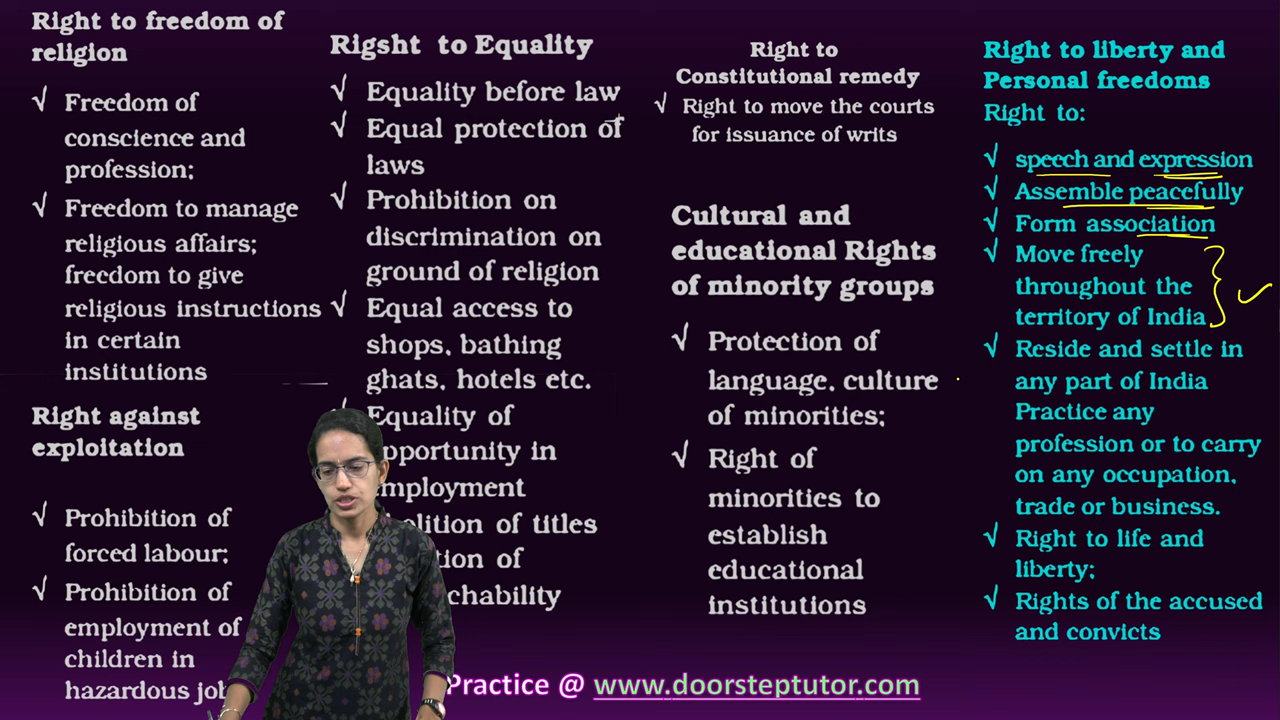 Right to freedom of
religion
√ Freedom of
conscience and
profession;
√ Freedom to manage
religious affairs;
freedom to give
religious instructions
in certain
institutions
Right against
exploitation
√ Prohibition of
forced labour;
√ Prohibition of
employment of
children in
hazardous
Rigsht to Equality
√ Equality before law
√ Equal protection of
laws
√ Prohibition on
discrimination on
ground of religion
√ Equal access to
shops, bathing
ghats, hotels etc.
√ Equality of
in
titles
of
Right to
Constitutional remedy
√ Right to move the courts
for issuance of writs
Cultural and
educational Rights
of minority groups
√ Protection of
language, culture
of minorities;
√ Right of
minorities to
establish
educational
institutions
Right to liberty and
Personal freedoms
Right to:
√ speech and expression
√ Assemble peacefully
√ Form association
√ Move freely
throughout the
territory of India
√ Reside and settle in
any part of India
Practice any
profession or to carry
on any occupation,
trade or business.
√ Right to life and
liberty;
√ Rights of the accused
and convicts
Practice @ www.doorsteptutor.com